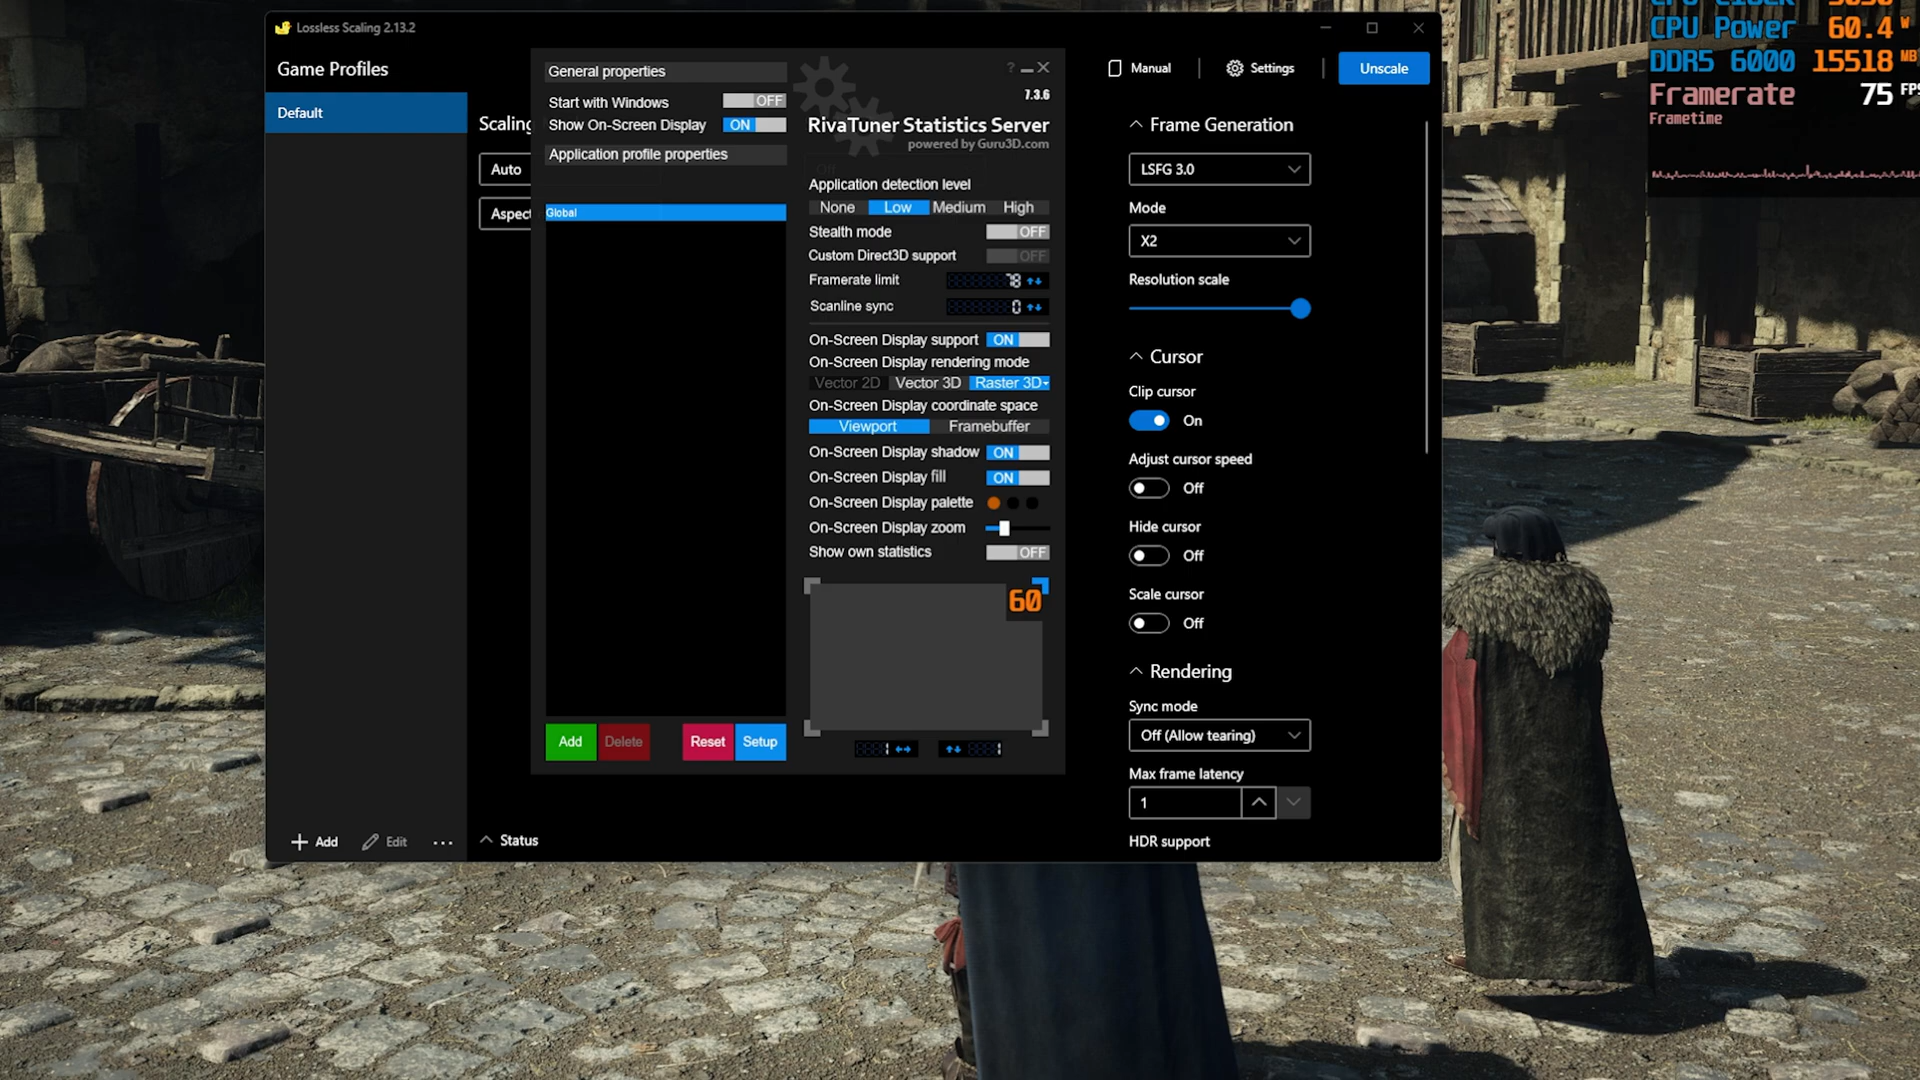 Lossless Scaling 2.13.2
Game Profiles
Default
Add
Edit
...
Scaling
Auto
Aspect
Status
General properties
Start with Windows OFF
Show On-Screen Display ON
Application profile properties
Global
Add
Delete
Reset
Setup
? 
7.3.6
RivaTuner Statistics Server
powered by Guru3D.com
Application detection level
None Low Medium High
Stealth mode OFF
Custom Direct3D support OFF
Framerate limit 78
Scanline sync 0
On-Screen Display support ON
On-Screen Display rendering mode
Vector 2D Vector 3D Raster 3D
On-Screen Display coordinate space
Viewport Framebuffer
On-Screen Display shadow ON
On-Screen Display fill ON
On-Screen Display palette
On-Screen Display zoom
Show own statistics OFF
60
1 1
Manual
Settings
Unscale
Frame Generation
LSFG 3.0
Mode
X2
Resolution scale
Cursor
Clip cursor
On
Adjust cursor speed
Off
Hide cursor
Off
Scale cursor
Off
Rendering
Sync mode
Off (Allow tearing)
Max frame latency
1
HDR support
CPU Power 60.4 W
DDR5 6000 15518 MB
Framerate 75 FPS
Frametime